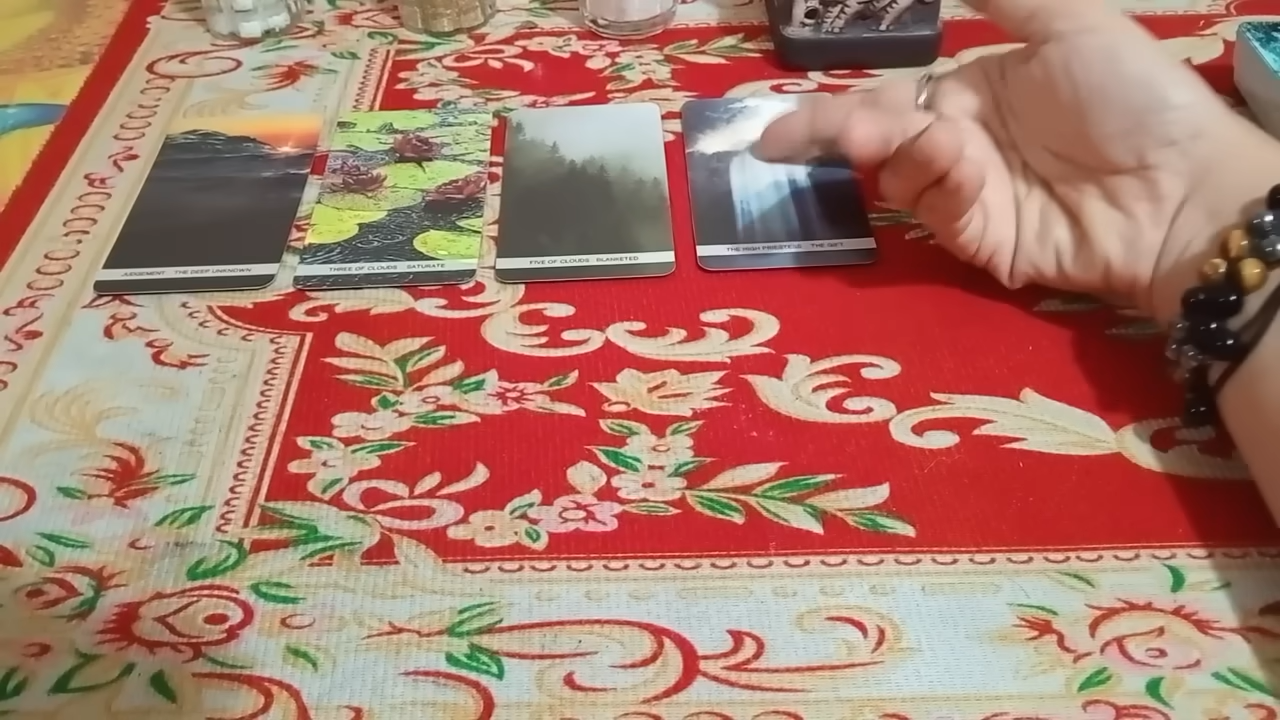 JUDGEMENT THE DEEP UNKNOWN
THREE OF CLOUDS SATURATE
FIVE OF CLOUDS BLANKETED
THE HIGH PRIESTESS THE GIFT